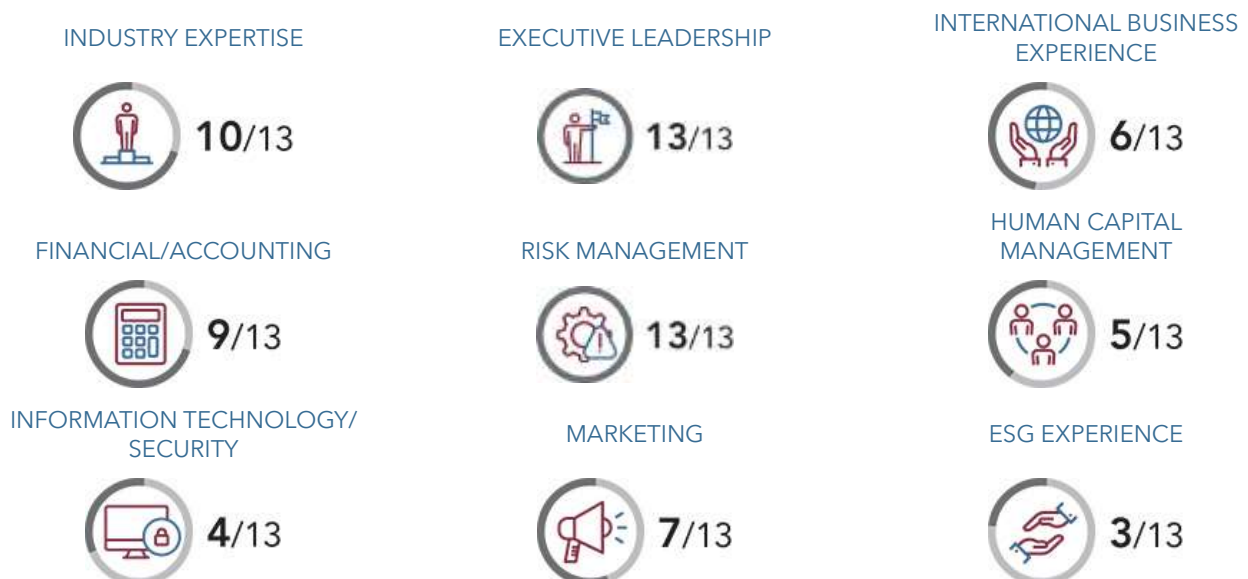 INDUSTRY EXPERTISE
10/13
EXECUTIVE LEADERSHIP
13/13
INTERNATIONAL BUSINESS
EXPERIENCE
6/13
FINANCIAL/ACCOUNTING
9/13
RISK MANAGEMENT
13/13
HUMAN CAPITAL
MANAGEMENT
5/13
INFORMATION TECHNOLOGY/
SECURITY
4/13
MARKETING
7/13
ESG EXPERIENCE
3/13